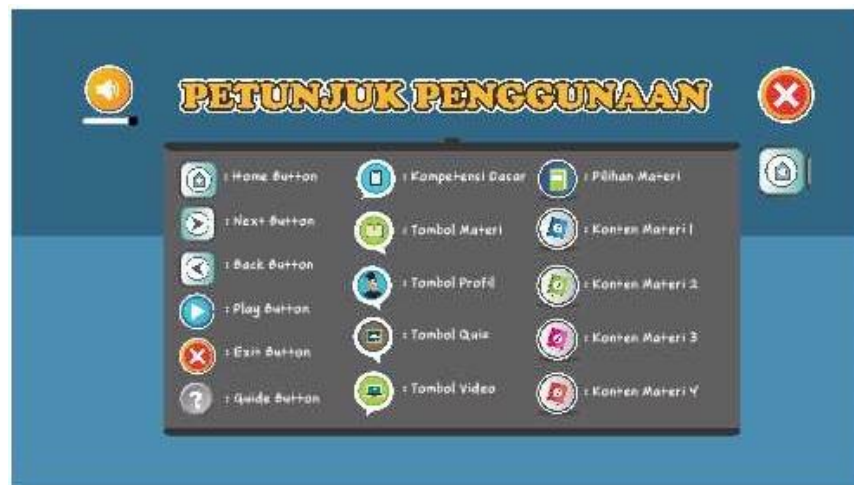 PETUNJUK PENGGUNAAN
: Home Button
: Next Button
: Back Button
: Play Button
: Exit Button
: Guide Button
: Kompetensi Dasar
: Tombol Materi
: Tombol Profil
: Tombol Quiz
: Tombol Video
: Pilihan Materi
: Konten Materi 1
: Konten Materi 2
: Konten Materi 3
: Konten Materi 4